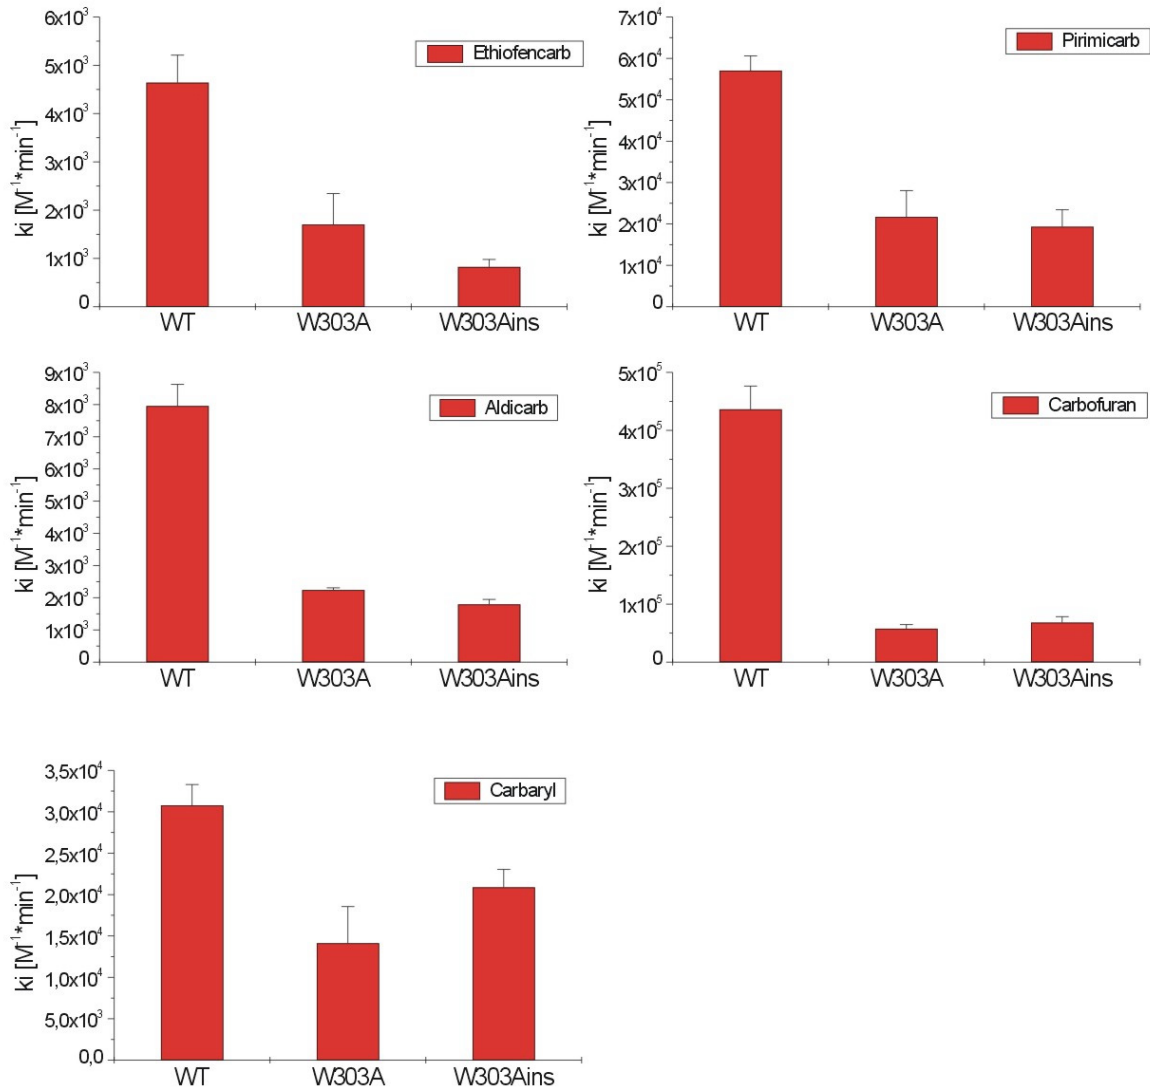 6x10³
5x10³
4x10³
3x10³
2x10³
1x10³
0
ki [M⁻¹*min⁻¹]
Ethiofencarb
WT W303A W303Ains
7x10⁴
6x10⁴
5x10⁴
4x10⁴
3x10⁴
2x10⁴
1x10⁴
0
ki [M⁻¹*min⁻¹]
Pirimicarb
WT W303A W303Ains
9x10³
8x10³
7x10³
6x10³
5x10³
4x10³
3x10³
2x10³
1x10³
0
ki [M⁻¹*min⁻¹]
Aldicarb
WT W303A W303Ains
5x10⁵
4x10⁵
3x10⁵
2x10⁵
1x10⁵
0
ki [M⁻¹*min⁻¹]
Carbofuran
WT W303A W303Ains
3,5x10⁴
3,0x10⁴
2,5x10⁴
2,0x10⁴
1,5x10⁴
1,0x10⁴
5,0x10³
0,0
ki [M⁻¹*min⁻¹]
Carbaryl
WT W303A W303Ains